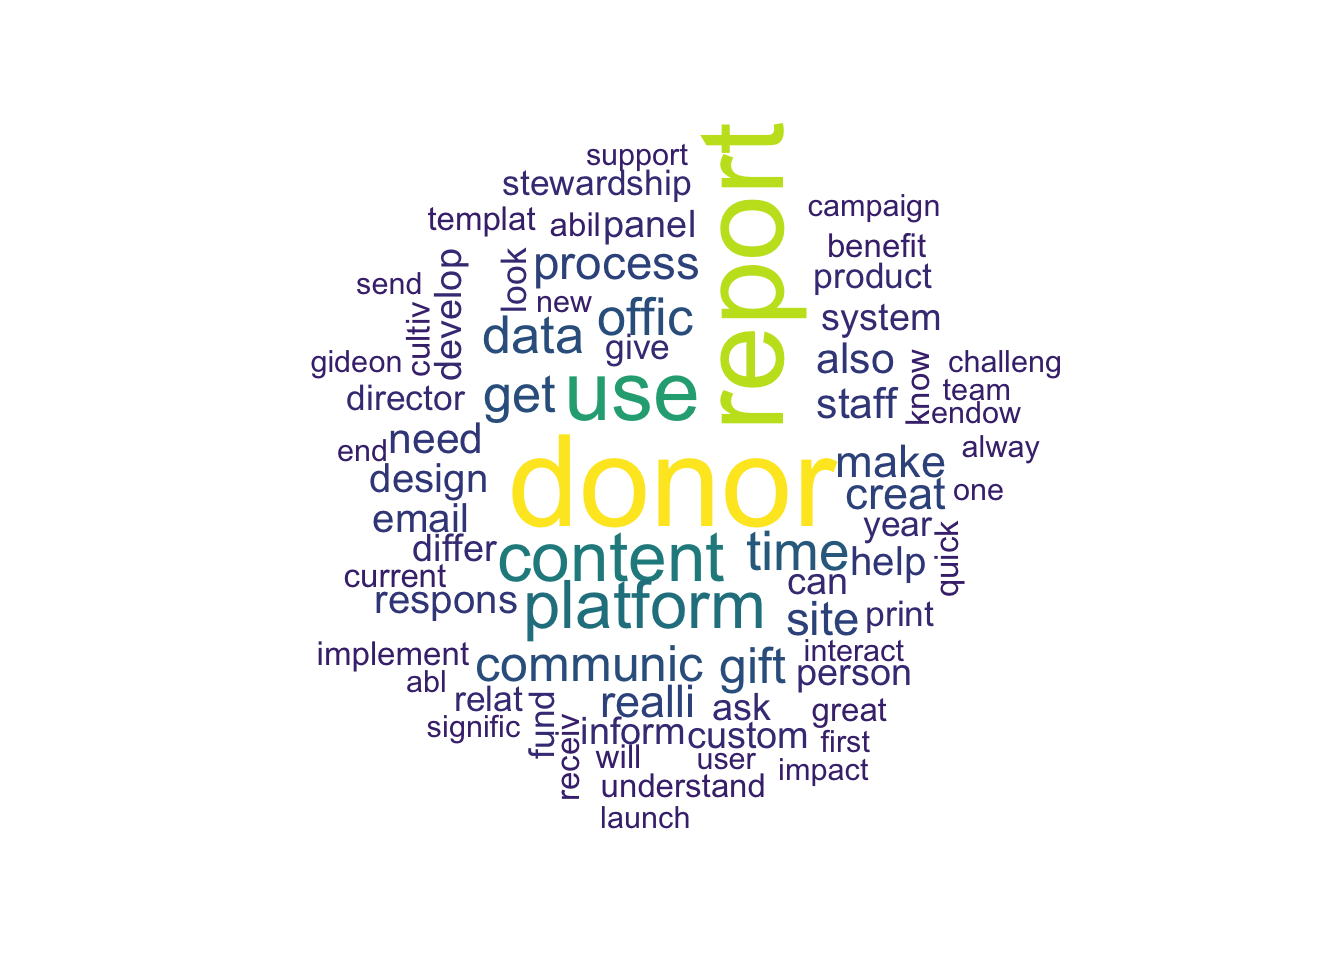 support
stewardship
report
campaign
templat
abil
panel
benefit
process
product
develop
look
send
new
offic
system
data
cultiv
give
also
gideon
know
challeng
use
get
team
director
staff
endow
need
alway
end
donor
make
design
creat
one
email
year
quick
differ
content
time
help
current
can
respons
platform
site
print
implement
communic
gift
interact
abl
person
relat
realli
ask
great
signific
fund
receiv
inform
custom
first
will
user
impact
understand
launch